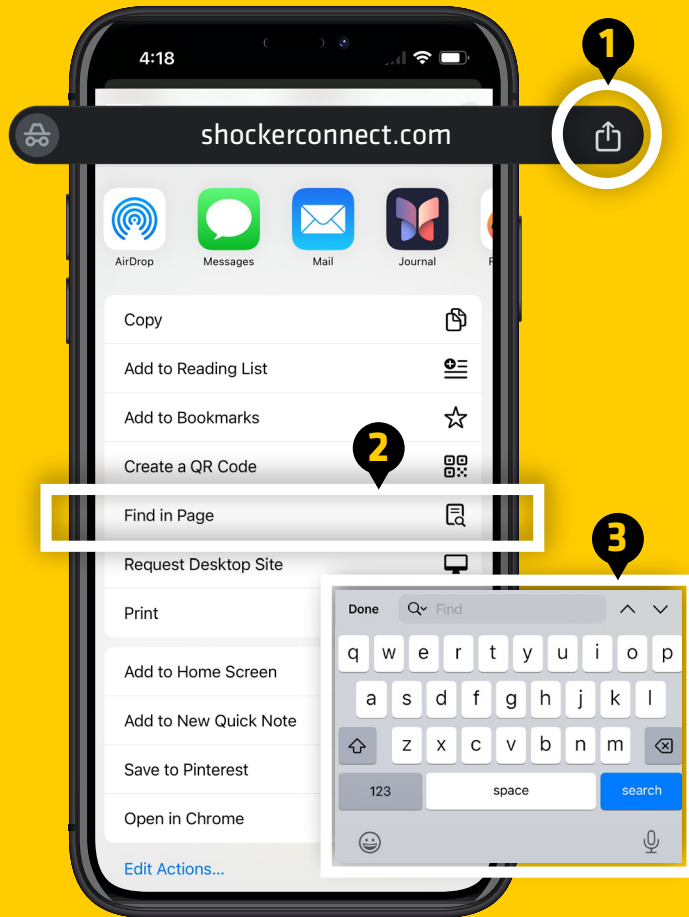 1
4:18
shockerconnect.com
AirDrop
Messages
Mail
Journal
Copy
Add to Reading List
Add to Bookmarks
2
Create a QR Code
Find in Page
3
Request Desktop Site
Print
Done
Find
q w e r t y u i o p
a s d f g h j k l
z x c v b n m
123
space
search
Add to Home Screen
Add to New Quick Note
Save to Pinterest
Open in Chrome
Edit Actions...